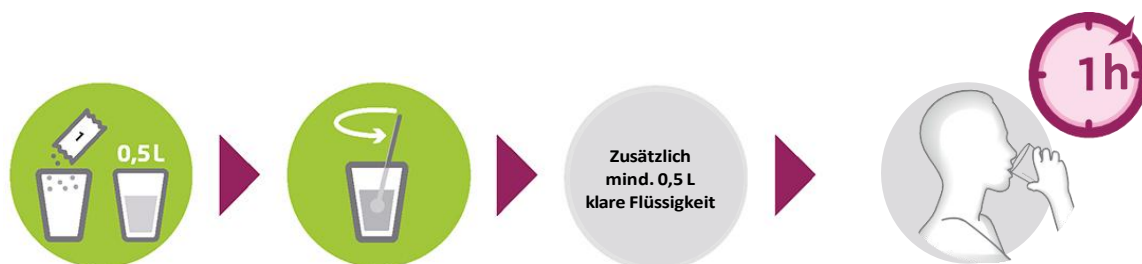 1
0,5 L
Zusätzlich
mind. 0,5 L
klare Flüssigkeit
1h